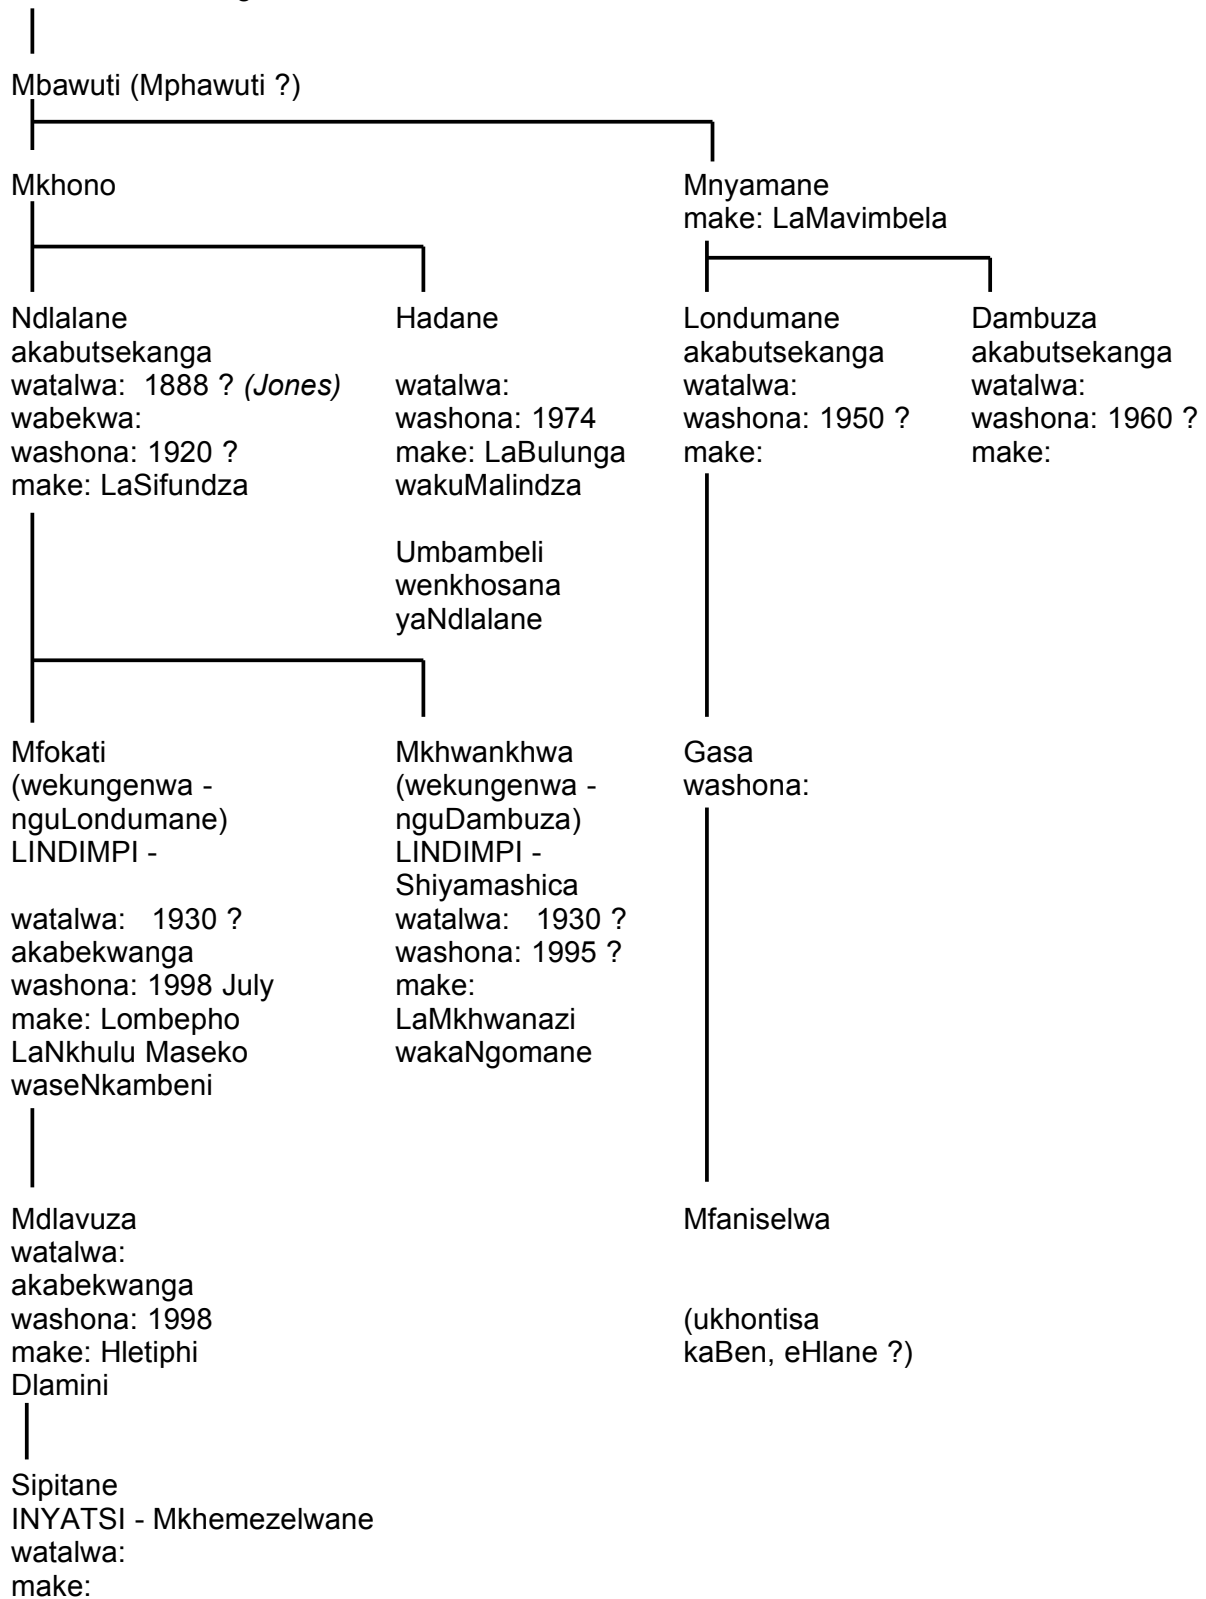 Mbawuti (Mphawuti ?)
Mkhono
Mnyamane
make: LaMavimbela
Ndlalane
akabutsekanga
watalwa: 1888 ? (Jones)
wabekwa:
washona: 1920 ?
make: LaSifundza
Hadane
watalwa:
washona: 1974
make: LaBulunga
wakuMalindza
Umbambeli
wenkhosana
yaNdlalane
Londumane
akabutsekanga
watalwa:
washona: 1950 ?
make:
Dambuza
akabutsekanga
watalwa:
washona: 1960 ?
make:
Mfokati
(wekungenwa -
nguLondumane)
LINDIMPI -
watalwa: 1930 ?
akabekwanga
washona: 1998 July
make: Lombepho
LaNkhulu Maseko
waseNkambeni
Mkhwankhwa
(wekungenwa -
nguDambuza)
LINDIMPI -
Shiyamashica
watalwa: 1930 ?
washona: 1995 ?
make:
LaMkhwanazi
wakaNgomane
Gasa
washona:
Mdlavuza
watalwa:
akabekwanga
washona: 1998
make: Hletiphi
Dlamini
Mfaniselwa
(ukhontisa
kaBen, eHlane ?)
Sipitane
INYATSI - Mkhemezelwane
watalwa:
make: